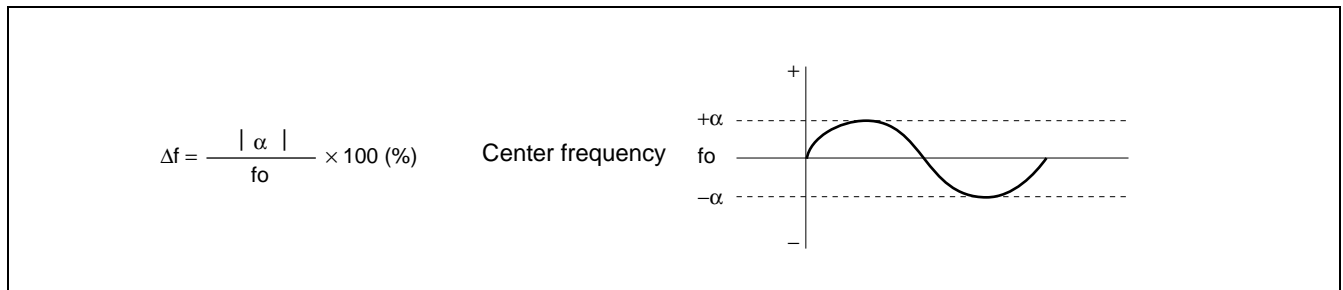 Δf = | α | / fo × 100 (%)
Center frequency
+
+α
fo
−α
−